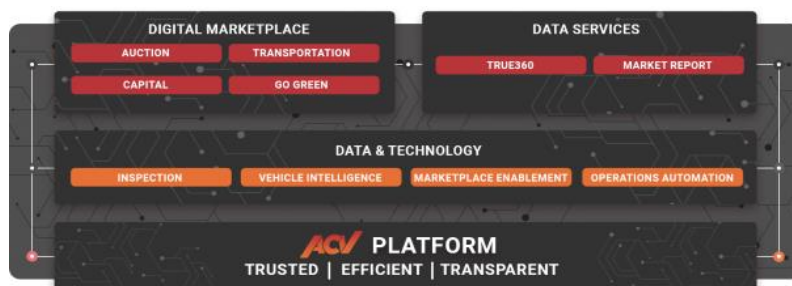 DIGITAL MARKETPLACE
AUCTION
TRANSPORTATION
CAPITAL
GO GREEN
DATA SERVICES
TRUE360
MARKET REPORT
DATA & TECHNOLOGY
INSPECTION
VEHICLE INTELLIGENCE
MARKETPLACE ENABLEMENT
OPERATIONS AUTOMATION
ACV PLATFORM
TRUSTED | EFFICIENT | TRANSPARENT